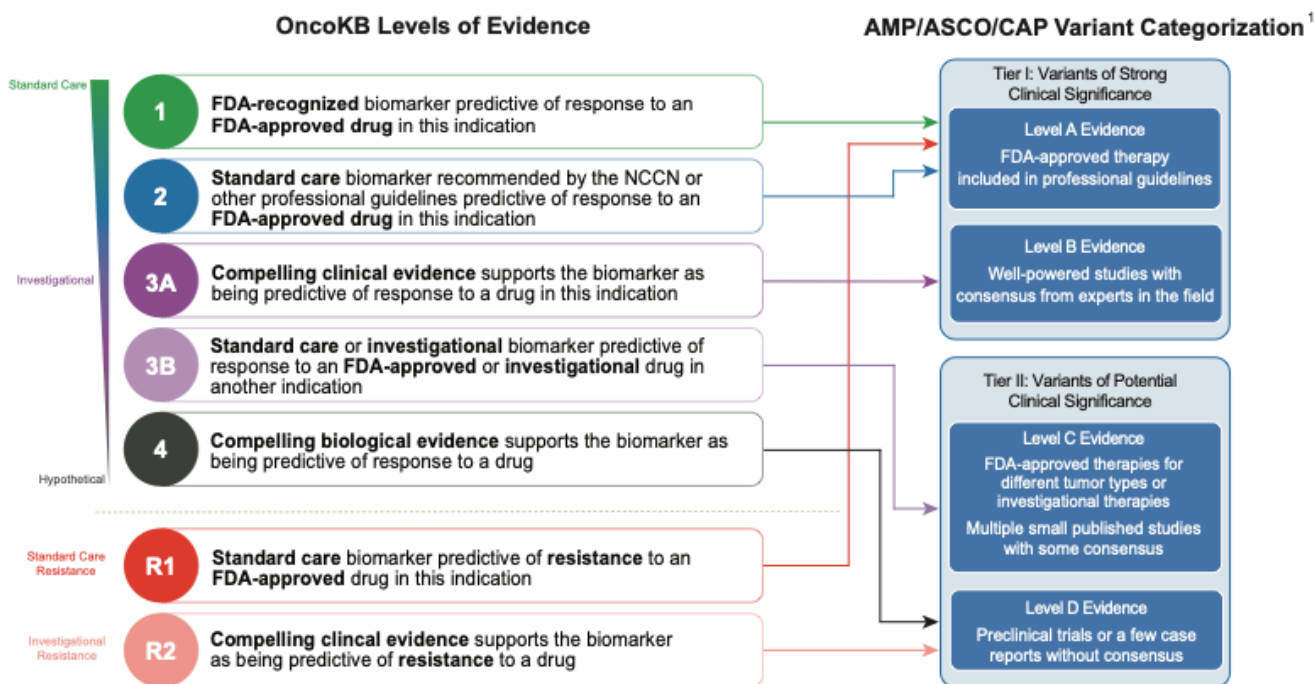 OncoKB Levels of Evidence
AMP/ASCO/CAP Variant Categorization 1
Standard Care
1
FDA-recognized biomarker predictive of response to an
FDA-approved drug in this indication
2
Standard care biomarker recommended by the NCCN or
other professional guidelines predictive of response to an
FDA-approved drug in this indication
Investigational
3A
Compelling clinical evidence supports the biomarker as
being predictive of response to a drug in this indication
3B
Standard care or investigational biomarker predictive of
response to an FDA-approved or investigational drug in
another indication
4
Compelling biological evidence supports the biomarker as
being predictive of response to a drug
Hypothetical
Standard Care
Resistance
R1
Standard care biomarker predictive of resistance to an
FDA-approved drug in this indication
Investigational
Resistance
R2
Compelling clincal evidence supports the biomarker
as being predictive of resistance to a drug
Tier I: Variants of Strong
Clinical Significance
Level A Evidence
FDA-approved therapy
included in professional guidelines
Level B Evidence
Well-powered studies with
consensus from experts in the field
Tier II: Variants of Potential
Clinical Significance
Level C Evidence
FDA-approved therapies for
different tumor types or
investigational therapies
Multiple small published studies
with some consensus
Level D Evidence
Preclinical trials or a few case
reports without consensus